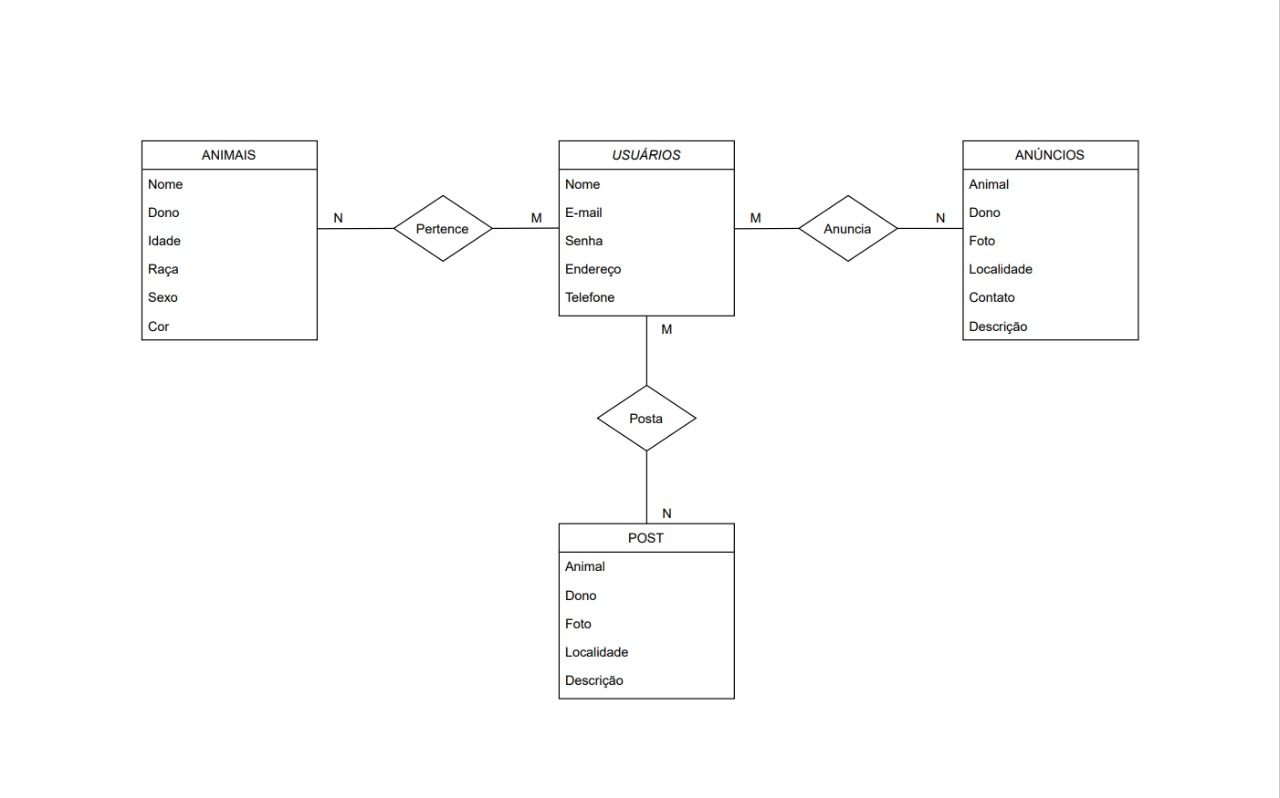 ANIMAIS
Nome
Dono
Idade
Raça
Sexo
Cor
N
Pertence
M
USUÁRIOS
Nome
E-mail
Senha
Endereço
Telefone
M
Anuncia
N
ANÚNCIOS
Animal
Dono
Foto
Localidade
Contato
Descrição
M
Posta
N
POST
Animal
Dono
Foto
Localidade
Descrição